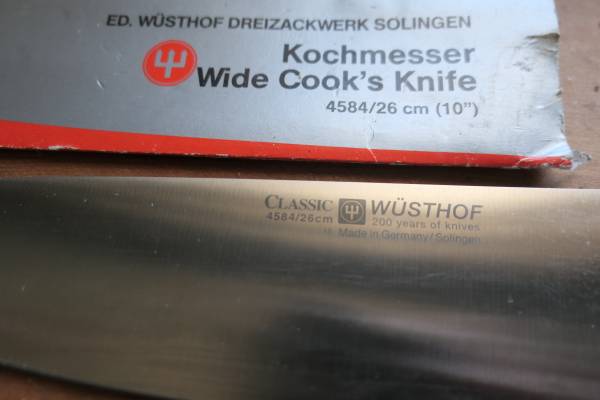 ED. WÜSTHOF DREIZACKWERK SOLINGEN
Kochmesser
Wide Cook's Knife
4584/26 cm (10")
CLASSIC WÜSTHOF
4584/26cm 200 years of knives
Made in Germany/Solingen